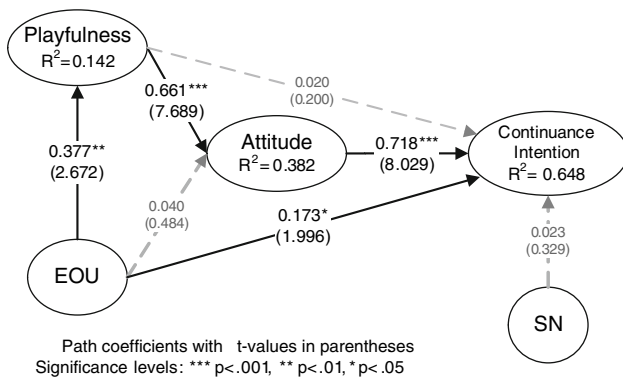 Playfulness
R²=0.142
0.020
(0.200)
0.661***
(7.689)
Attitude
R²=0.382
0.718***
(8.029)
Continuance
Intention
R²= 0.648
0.377**
(2.672)
0.040
(0.484)
0.173*
(1.996)
0.023
(0.329)
EOU
SN
Path coefficients with t-values in parentheses
Significance levels: *** p<.001, ** p<.01, * p<.05